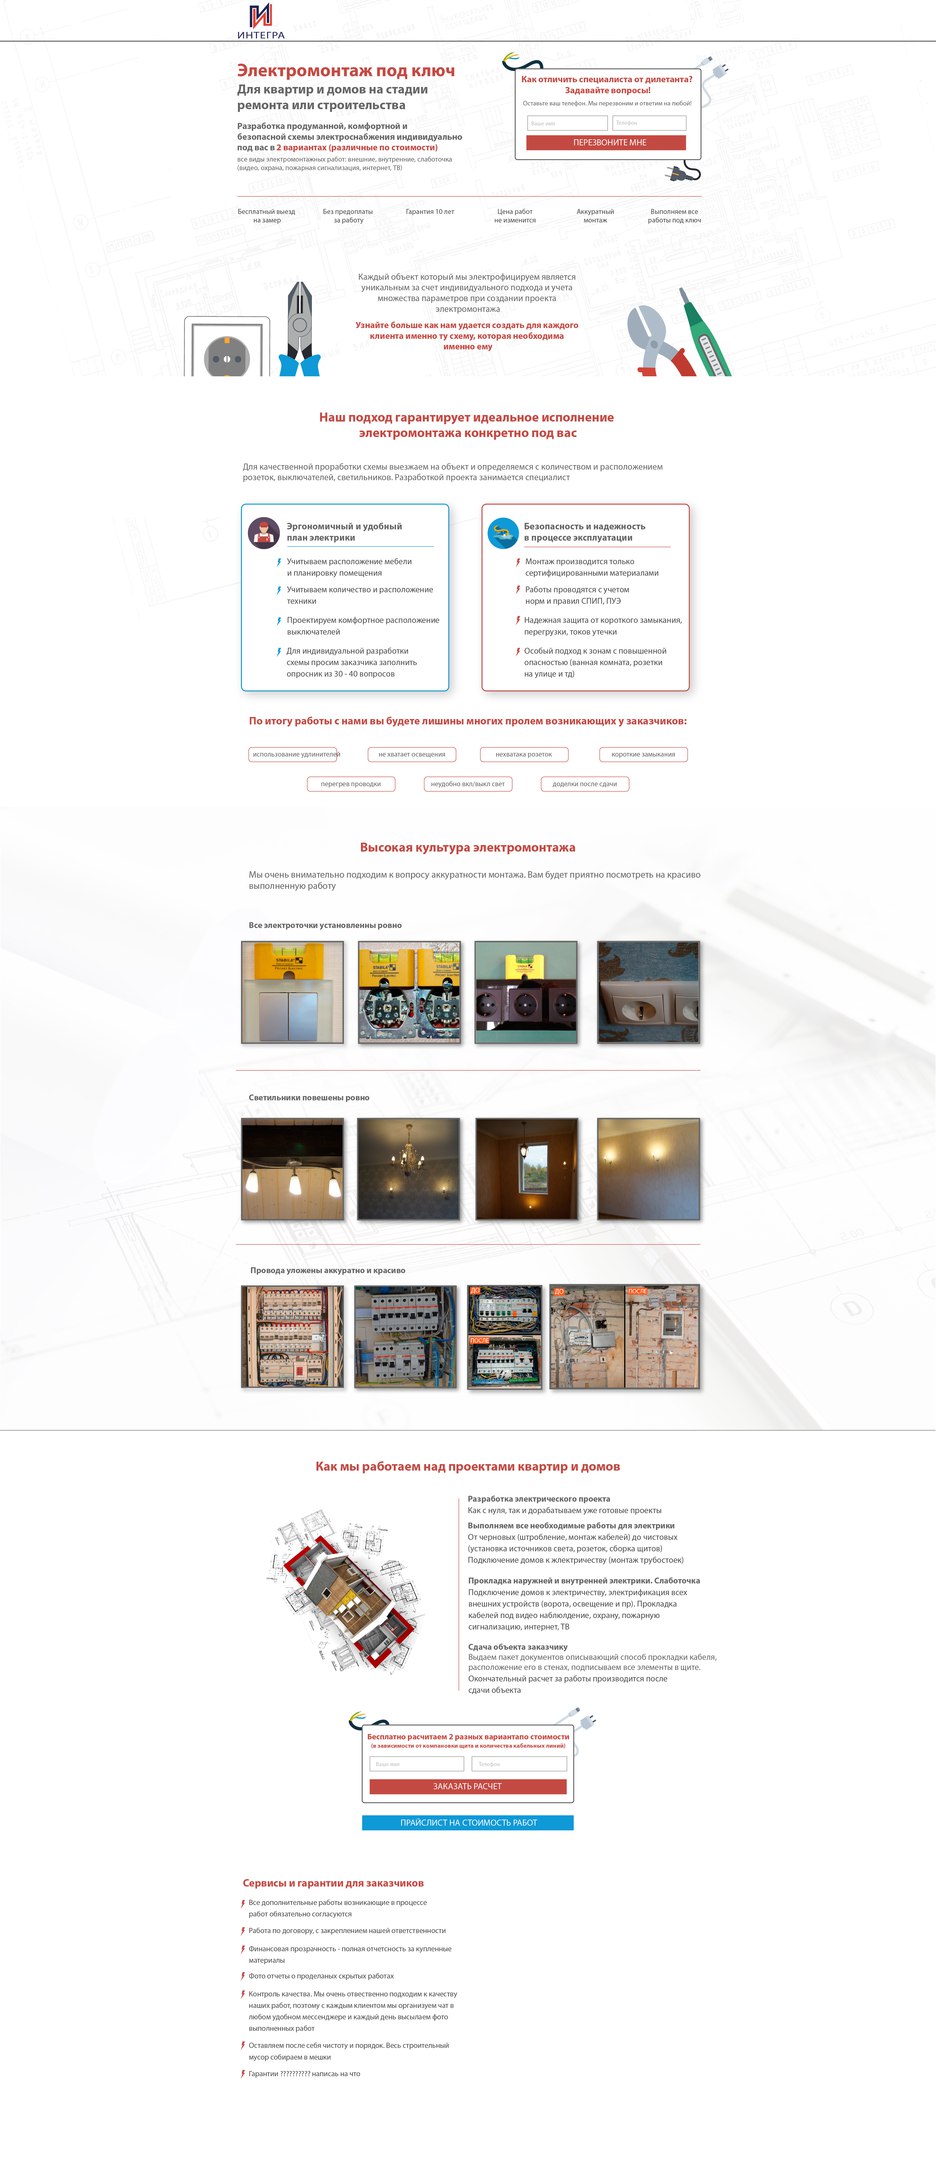 ИНТЕГРА
Электромонтаж под ключ
Для квартир и домов на стадии
ремонта или строительства
Разработка продуманной, комфортной и
безопасной схемы электроснабжения индивидуально
под вас в 2 вариантах (различные по стоимости)
все виды электромонтажных работ: внешние, внутренние, слаботочка
(видео, охрана, пожарная сигнализация, интернет, ТВ)
Как отличить специалиста от дилетанта?
Задавайте вопросы!
Оставьте ваш телефон. Мы перезвоним и ответим на любой!
Ваше имя
Телефон
ПЕРЕЗВОНИТЕ МНЕ
Бесплатный выезд
на замер
Без предоплаты
за работу
Гарантия 10 лет
Цена работ
не изменится
Аккуратный
монтаж
Выполняем все
работы под ключ
Каждый объект который мы электрофицируем является
уникальным за счет индивидуального подхода и учета
множества параметров при создании проекта
электромонтажа
Узнайте больше как нам удается создать для каждого
клиента именно ту схему, которая необходима
именно ему
Наш подход гарантирует идеальное исполнение
электромонтажа конкретно под вас
Для качественной проработки схемы выезжаем на объект и определяемся с количеством и расположением
розеток, выключателей, светильников. Разработкой проекта занимается специалист
Эргономичный и удобный
план электрики
Учитываем расположение мебели
и планировку помещения
Учитываем количество и расположение
техники
Проектируем комфортное расположение
выключателей
Для индивидуальной разработки
схемы просим заказчика заполнить
опросник из 30 - 40 вопросов
Безопасность и надежность
в процессе эксплуатации
Монтаж производится только
сертифицированными материалами
Работы проводятся с учетом
норм и правил СПИП, ПУЭ
Надежная защита от короткого замыкания,
перегрузки, токов утечки
Особый подход к зонам с повышенной
опасностью (ванная комната, розетки
на улице и тд)
По итогу работы с нами вы будете лишины многих пролем возникающих у заказчиков:
использование удлинителей
не хватает освещения
нехватака розеток
короткие замыкания
перегрев проводки
неудобно вкл/выкл свет
доделки после сдачи
Высокая культура электромонтажа
Мы очень внимательно подходим к вопросу аккуратности монтажа. Вам будет приятно посмотреть на красиво
выполненную работу
Все электроточки установленны ровно
STABILA
POCKET ELECTRIC
STABILA
POCKET ELECTRIC
STABILA
POCKET ELECTRIC
Светильники повешены ровно
Провода уложены аккуратно и красиво
ДО
ПОСЛЕ
ДО
ПОСЛЕ
Как мы работаем над проектами квартир и домов
Разработка электрического проекта
Как с нуля, так и дорабатываем уже готовые проекты
Выполняем все необходимые работы для электрики
От черновых (штробление, монтаж кабелей) до чистовых
(установка источников света, розеток, сборка щитов)
Подключение домов к жлектричеству (монтаж трубостоек)
Прокладка наружней и внутренней электрики. Слаботочка
Подключение домов к электричеству, электрификация всех
внешних устройств (ворота, освещение и пр). Прокладка
кабелей под видео наблюлдение, охрану, пожарную
сигнализацию, интернет, ТВ
Сдача объекта заказчику
Выдаем пакет документов описывающий способ прокладки кабеля,
расположение его в стенах, подписываем все элементы в щите.
Окончательный расчет за работы производится после
сдачи объекта
Бесплатно расчитаем 2 разных вариантапо стоимости
(в зависимости от компановки щита и количества кабельных линий)
Ваше имя
Телефон
ЗАКАЗАТЬ РАСЧЕТ
ПРАЙСЛИСТ НА СТОИМОСТЬ РАБОТ
Сервисы и гарантии для заказчиков
Все дополнительные работы возникающие в процессе
работ обязательно согласуются
Работа по договору, с закреплением нашей ответственности
Финансовая прозрачность - полная отчетсность за купленные
материалы
Фото отчеты о проделаных скрытых работах
Контроль качества. Мы очень отвественно подходим к качеству
наших работ, поэтому с каждым клиентом мы организуем чат в
любом удобном мессенджере и каждый день высылаем фото
выполненных работ
Оставляем после себя чистоту и порядок. Весь строительный
мусор собираем в мешки
Гарантии ?????????? написаь на что